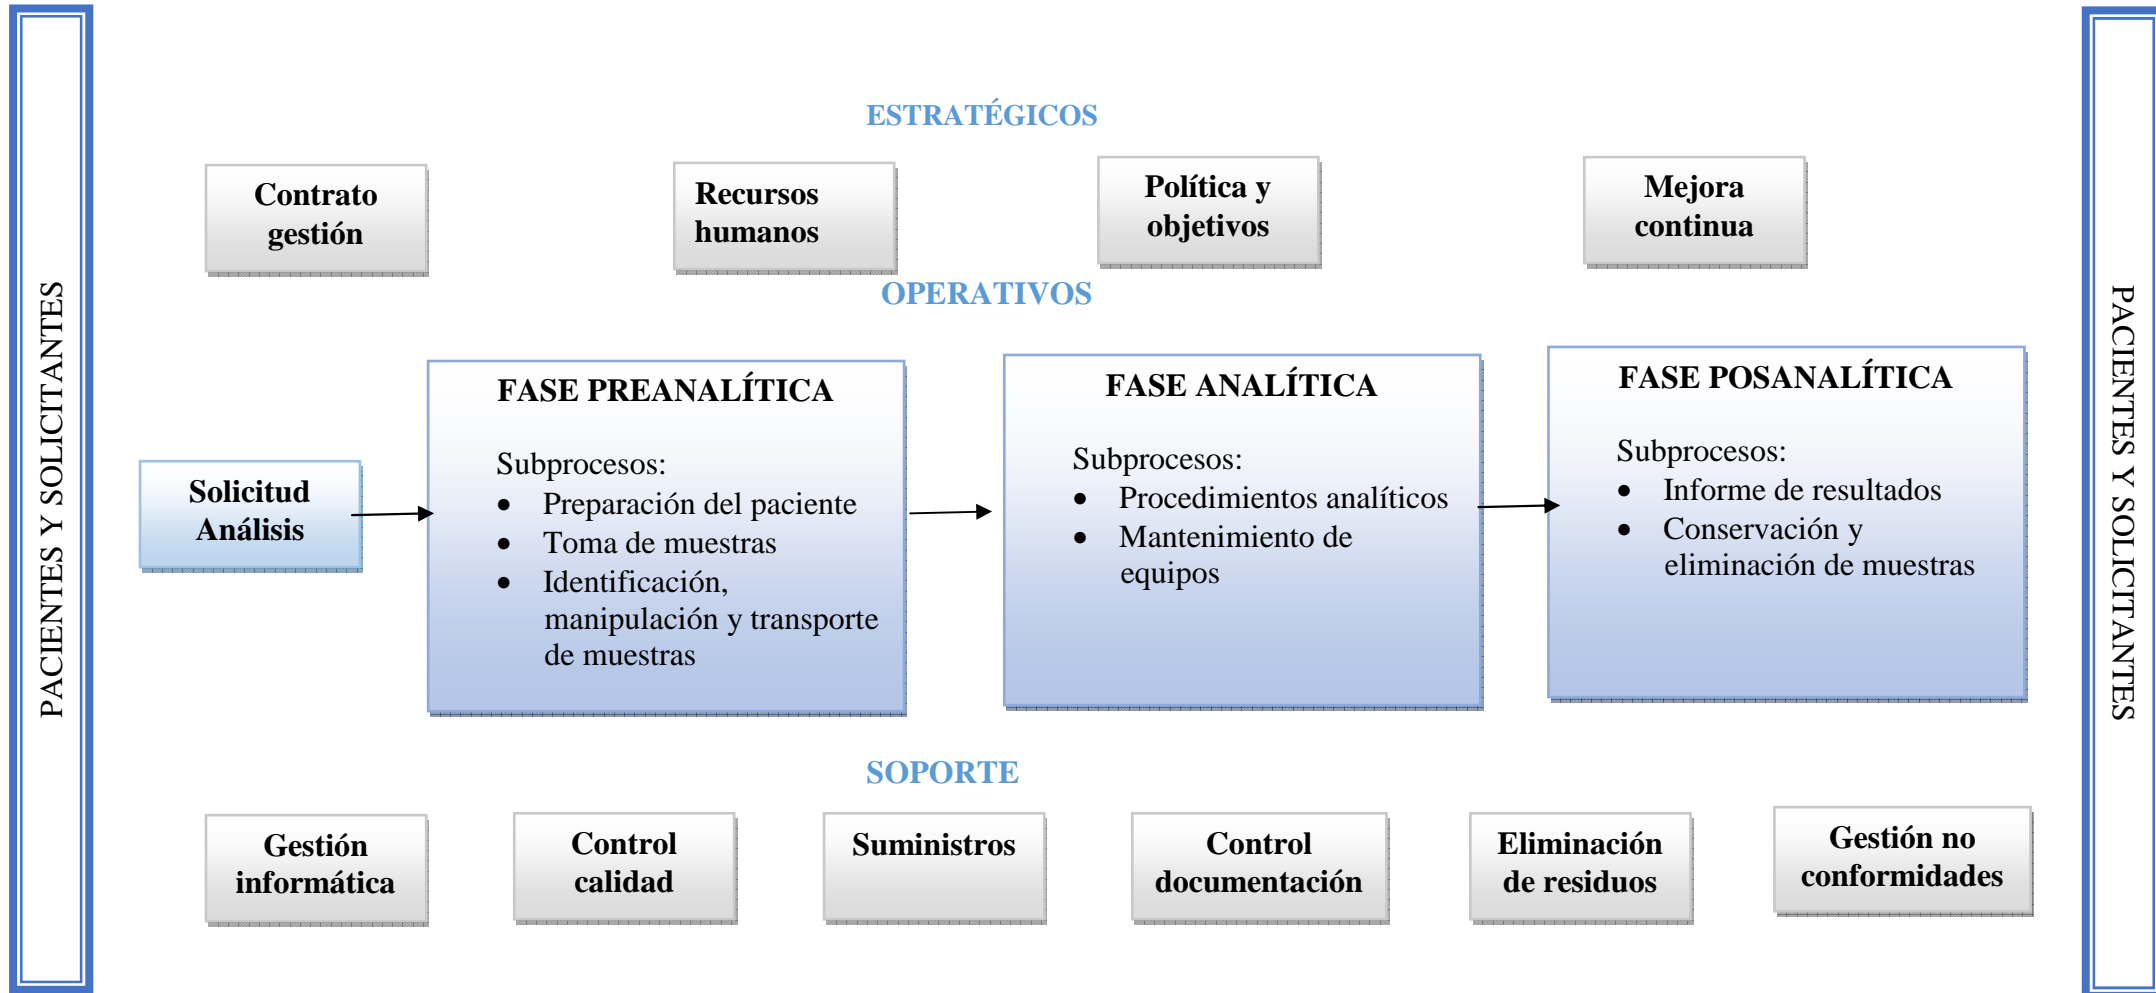 PACIENTES Y SOLICITANTES
ESTRATÉGICOS
Contrato
gestión
Recursos
humanos
Política y
objetivos
Mejora
continua
OPERATIVOS
Solicitud
Análisis
FASE PREANALÍTICA
Subprocesos:
• Preparación del paciente
• Toma de muestras
• Identificación,
manipulación y transporte
de muestras
FASE ANALÍTICA
Subprocesos:
• Procedimientos analíticos
• Mantenimiento de
equipos
FASE POSANALÍTICA
Subprocesos:
• Informe de resultados
• Conservación y
eliminación de muestras
SOPORTE
Gestión
informática
Control
calidad
Suministros
Control
documentación
Eliminación
de residuos
Gestión no
conformidades
PACIENTES Y SOLICITANTES